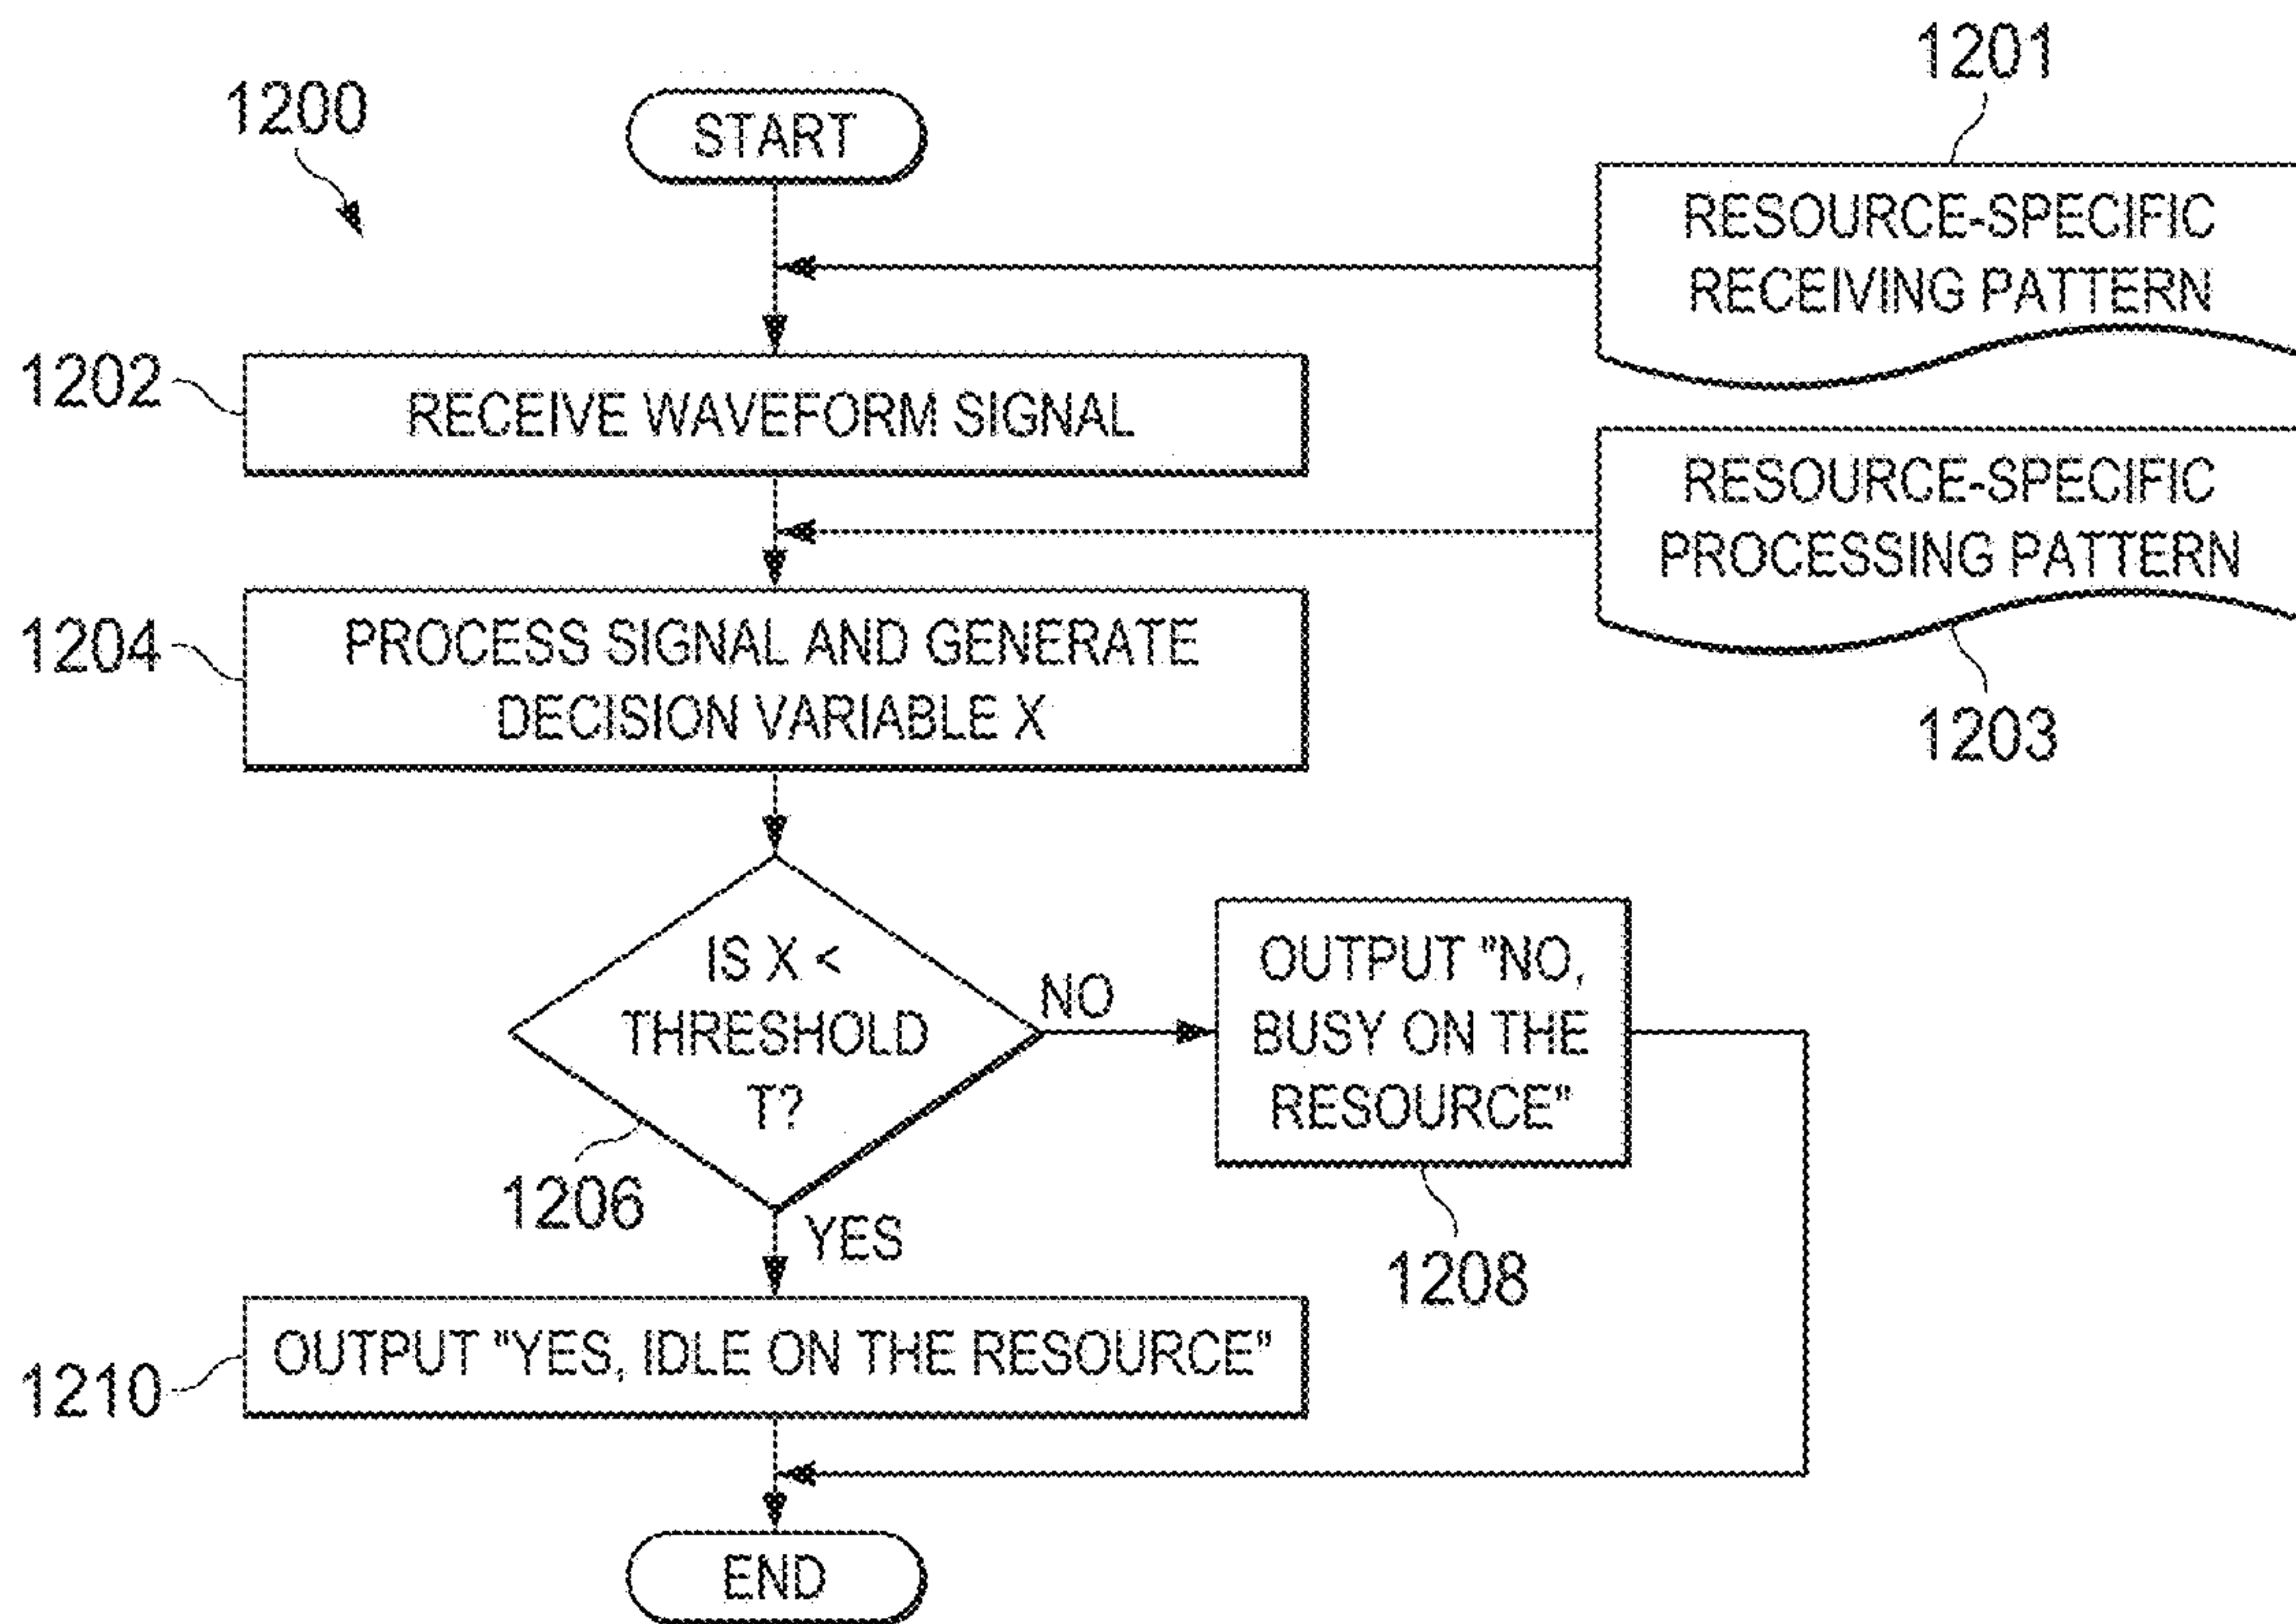 1200
START
1201
RESOURCE-SPECIFIC
RECEIVING PATTERN
1202
RECEIVE WAVEFORM SIGNAL
RESOURCE-SPECIFIC
PROCESSING PATTERN
1203
1204
PROCESS SIGNAL AND GENERATE
DECISION VARIABLE X
IS X <
THRESHOLD
T?
1206
NO
OUTPUT "NO,
BUSY ON THE
RESOURCE"
1208
YES
1210
OUTPUT "YES, IDLE ON THE RESOURCE"
END